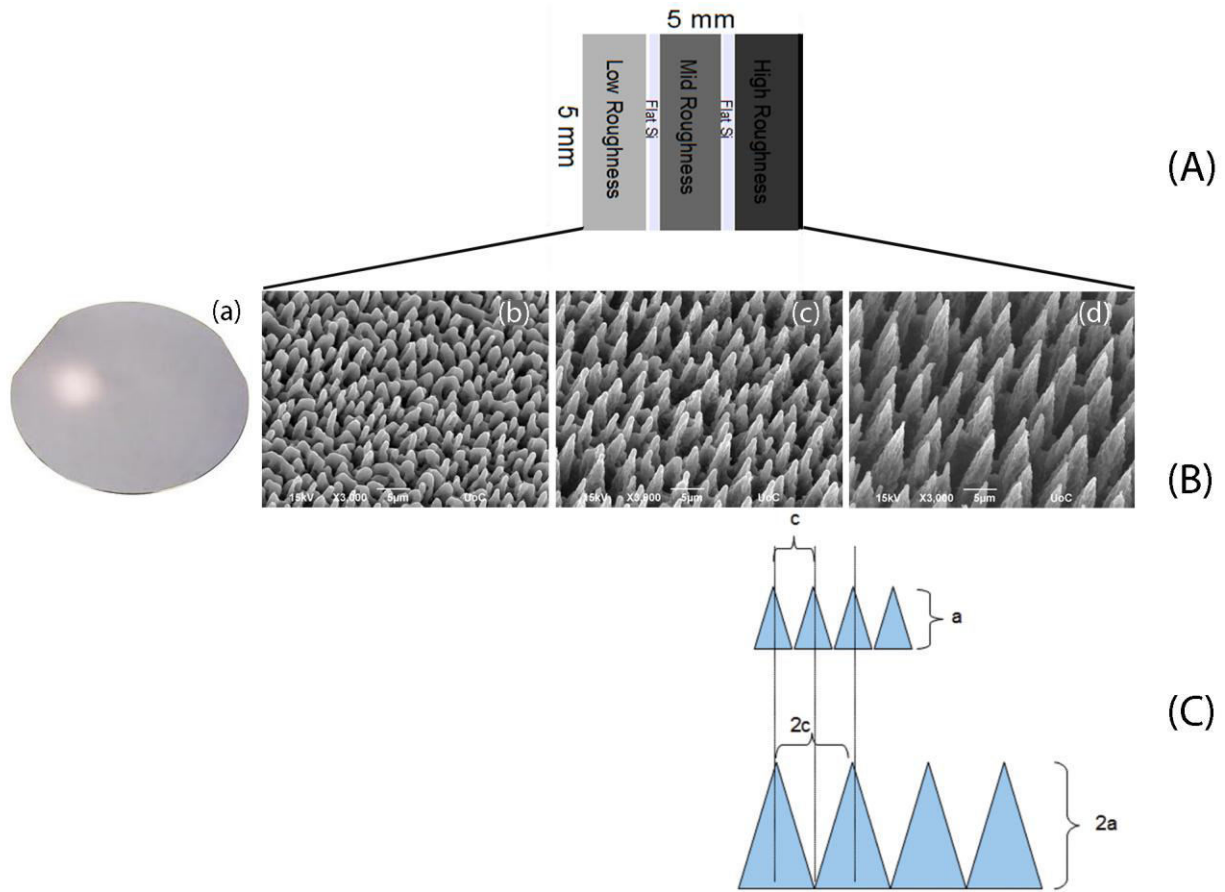 5 mm
5 mm
Low Roughness
Flat Si
Mid Roughness
Flat Si
High Roughness
(A)
(a)
(b)
(c)
(d)
15kV X3,000 5μm UoC
15kV X3,000 5μm UoC
15kV X3,000 5μm UoC
(B)
c
a
(C)
2c
2a